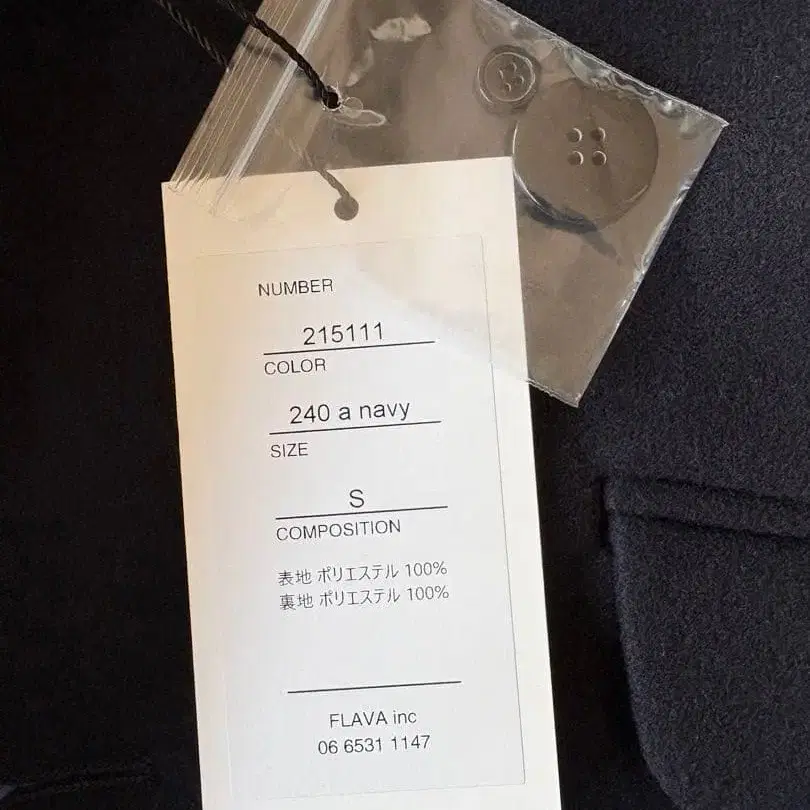 NUMBER
215111
COLOR
240 a navy
SIZE
S
COMPOSITION
表地 ポリエステル 100%
裏地 ポリエステル 100%
FLAVA inc
06 6531 1147